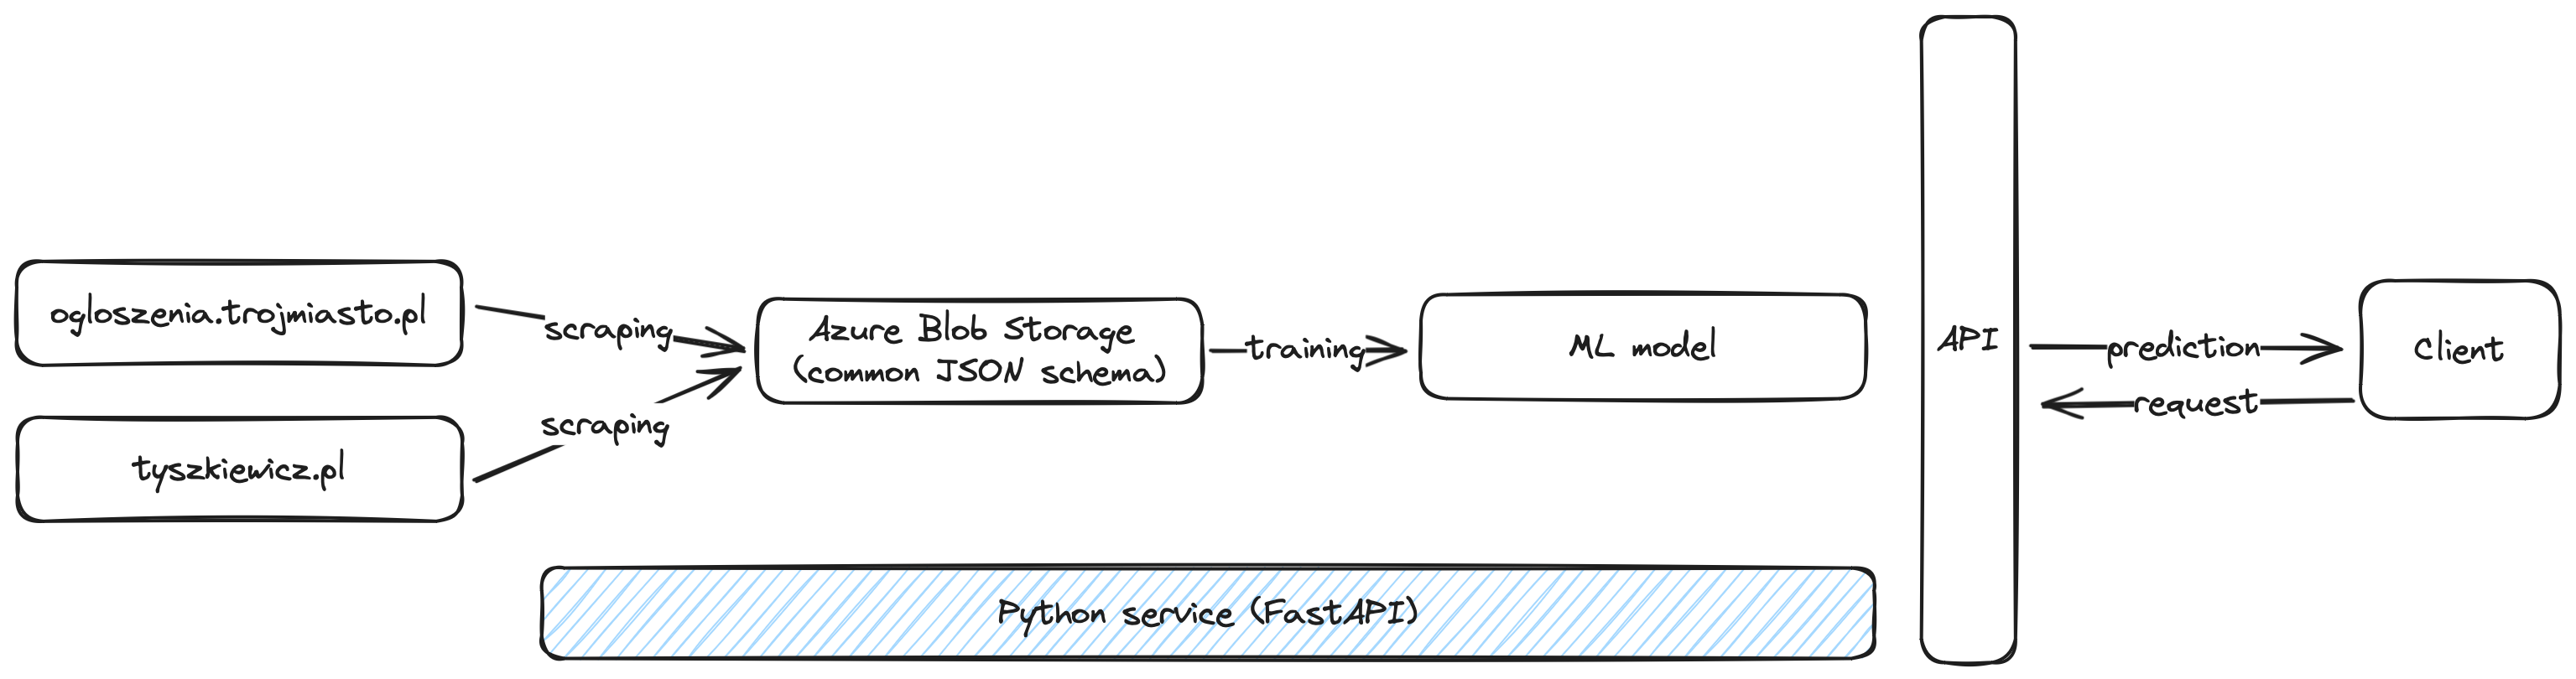 ogloszenia.trojmiasto.pl
scraping
tyszkiewicz.pl
scraping
Azure Blob Storage
(common JSON schema)
training
ML model
API
prediction
request
Client
Python service (FastAPI)